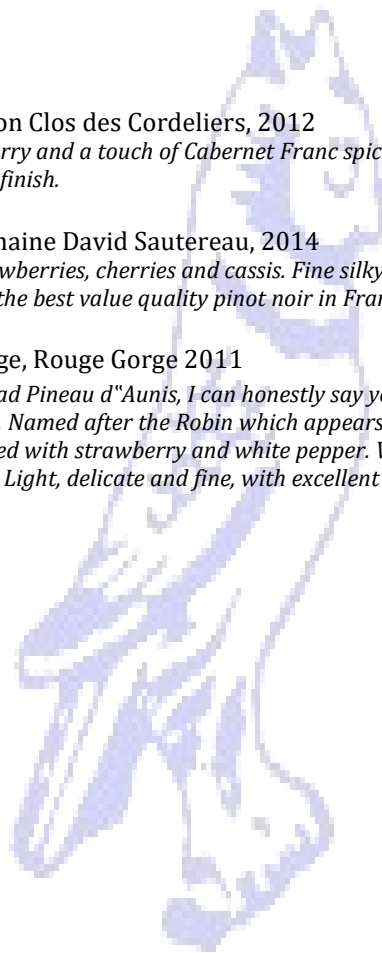 on Clos des Cordeliers, 2012
rry and a touch of Cabernet Franc spic
finish.
naine David Sautereau, 2014
wberries, cherries and cassis. Fine silky
the best value quality pinot noir in Fran
ge, Rouge Gorge 2011
ad Pineau d‟Aunis, I can honestly say yo
. Named after the Robin which appears
ed with strawberry and white pepper. V
Light, delicate and fine, with excellent